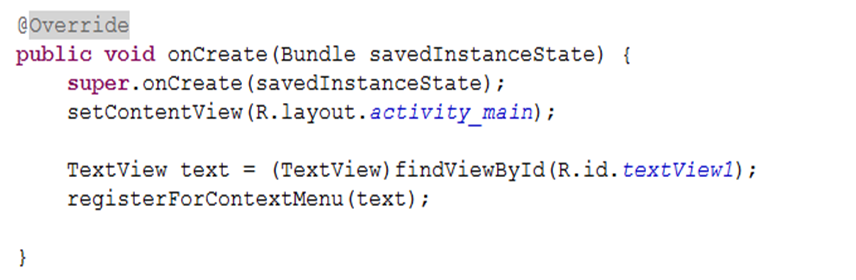 @Override
public void onCreate(Bundle savedInstanceState) {
super.onCreate(savedInstanceState);
setContentView(R.layout.activity_main);
TextView text = (TextView)findViewById(R.id.textView1);
registerForContextMenu(text);
}